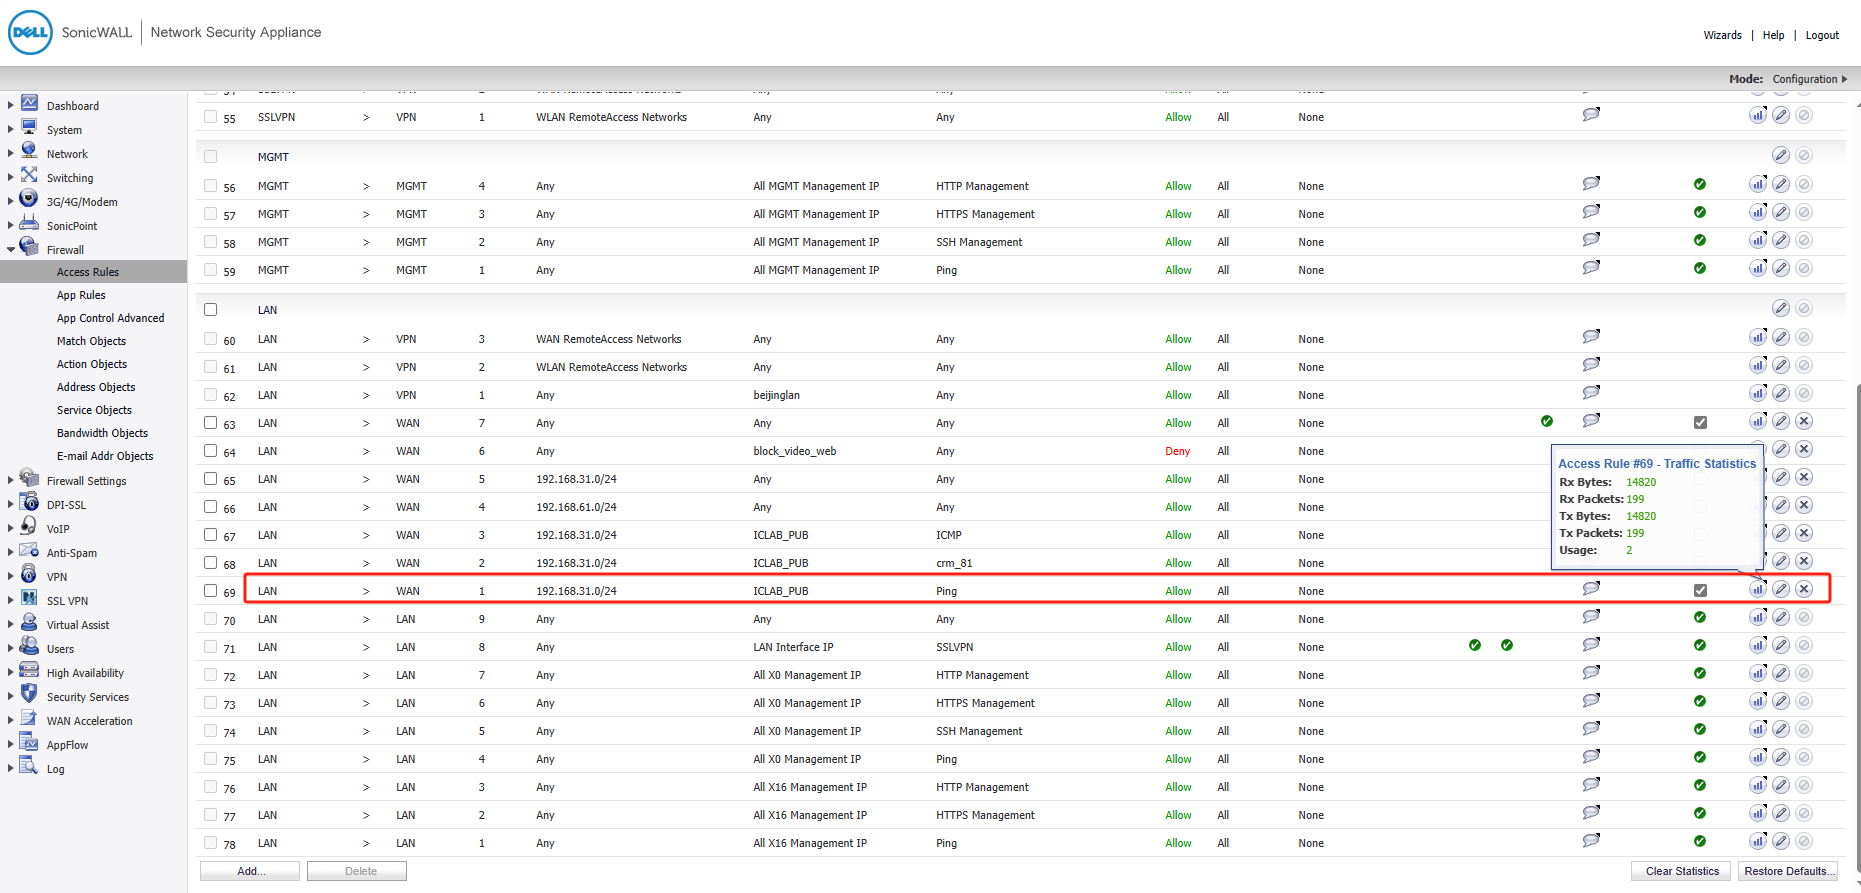 DELL SonicWALL | Network Security Appliance
Wizards | Help | Logout
Mode: Configuration
Dashboard
System
Network
Switching
3G/4G/Modem
SonicPoint
Firewall
Access Rules
App Rules
App Control Advanced
Match Objects
Action Objects
Address Objects
Service Objects
Bandwidth Objects
E-mail Addr Objects
Firewall Settings
DPI-SSL
VoIP
Anti-Spam
VPN
SSL VPN
Virtual Assist
Users
High Availability
Security Services
WAN Acceleration
AppFlow
Log
55 SSLVPN > VPN 1 WLAN RemoteAccess Networks Any Any Allow All None
MGMT
56 MGMT > MGMT 4 Any All MGMT Management IP HTTP Management Allow All None
57 MGMT > MGMT 3 Any All MGMT Management IP HTTPS Management Allow All None
58 MGMT > MGMT 2 Any All MGMT Management IP SSH Management Allow All None
59 MGMT > MGMT 1 Any All MGMT Management IP Ping Allow All None
LAN
60 LAN > VPN 3 WAN RemoteAccess Networks Any Any Allow All None
61 LAN > VPN 2 WLAN RemoteAccess Networks Any Any Allow All None
62 LAN > VPN 1 Any beijinglan Any Allow All None
63 LAN > WAN 7 Any Any Any Allow All None
64 LAN > WAN 6 Any block_video_web Any Deny All None
65 LAN > WAN 5 192.168.31.0/24 Any Any Allow All None
66 LAN > WAN 4 192.168.61.0/24 Any Any Allow All None
67 LAN > WAN 3 192.168.31.0/24 ICLAB_PUB ICMP Allow All None
68 LAN > WAN 2 192.168.31.0/24 ICLAB_PUB crm_81 Allow All None
69 LAN > WAN 1 192.168.31.0/24 ICLAB_PUB Ping Allow All None
70 LAN > LAN 9 Any Any Any Allow All None
71 LAN > LAN 8 Any LAN Interface IP SSLVPN Allow All None
72 LAN > LAN 7 Any All X0 Management IP HTTP Management Allow All None
73 LAN > LAN 6 Any All X0 Management IP HTTPS Management Allow All None
74 LAN > LAN 5 Any All X0 Management IP SSH Management Allow All None
75 LAN > LAN 4 Any All X0 Management IP Ping Allow All None
76 LAN > LAN 3 Any All X16 Management IP HTTP Management Allow All None
77 LAN > LAN 2 Any All X16 Management IP HTTPS Management Allow All None
78 LAN > LAN 1 Any All X16 Management IP Ping Allow All None
Access Rule #69 - Traffic Statistics
Rx Bytes: 14820
Rx Packets: 199
Tx Bytes: 14820
Tx Packets: 199
Usage: 2
Add... Delete Clear Statistics Restore Defaults...